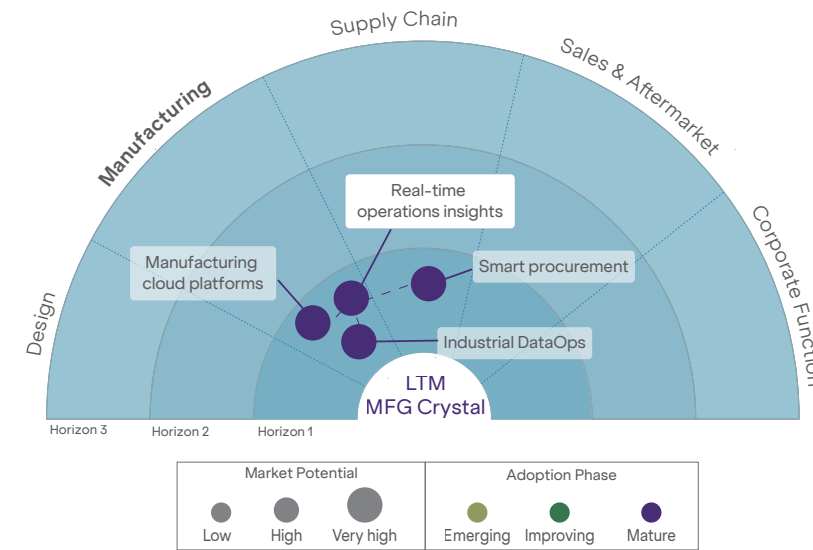 Supply Chain
Sales & Aftermarket
Manufacturing
Corporate Function
Design
Real-time
operations insights
Manufacturing
cloud platforms
Smart procurement
Industrial DataOps
LTM
MFG Crystal
Horizon 3
Horizon 2
Horizon 1
Market Potential
Low
High
Very high
Adoption Phase
Emerging
Improving
Mature